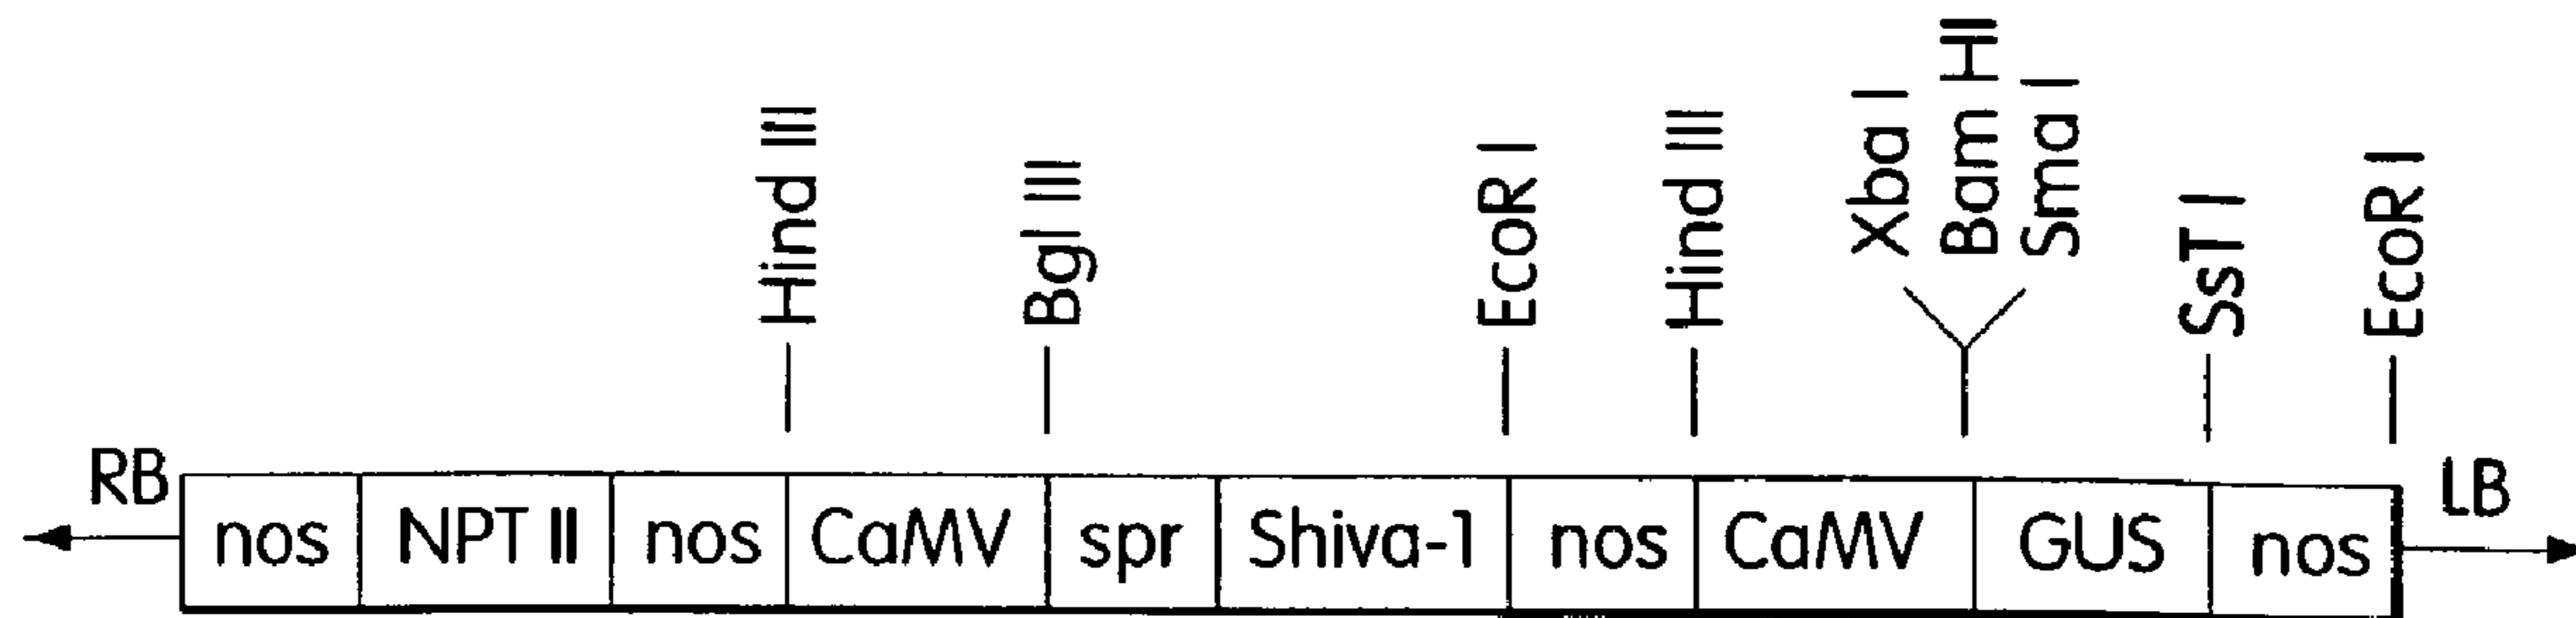 Hind III
Bgl III
EcoR I
Hind III
Xba I
Bam HI
Sma I
SsT I
EcoR I
RB nos NPT II nos CaMV spr Shiva-1 nos CaMV GUS nos LB